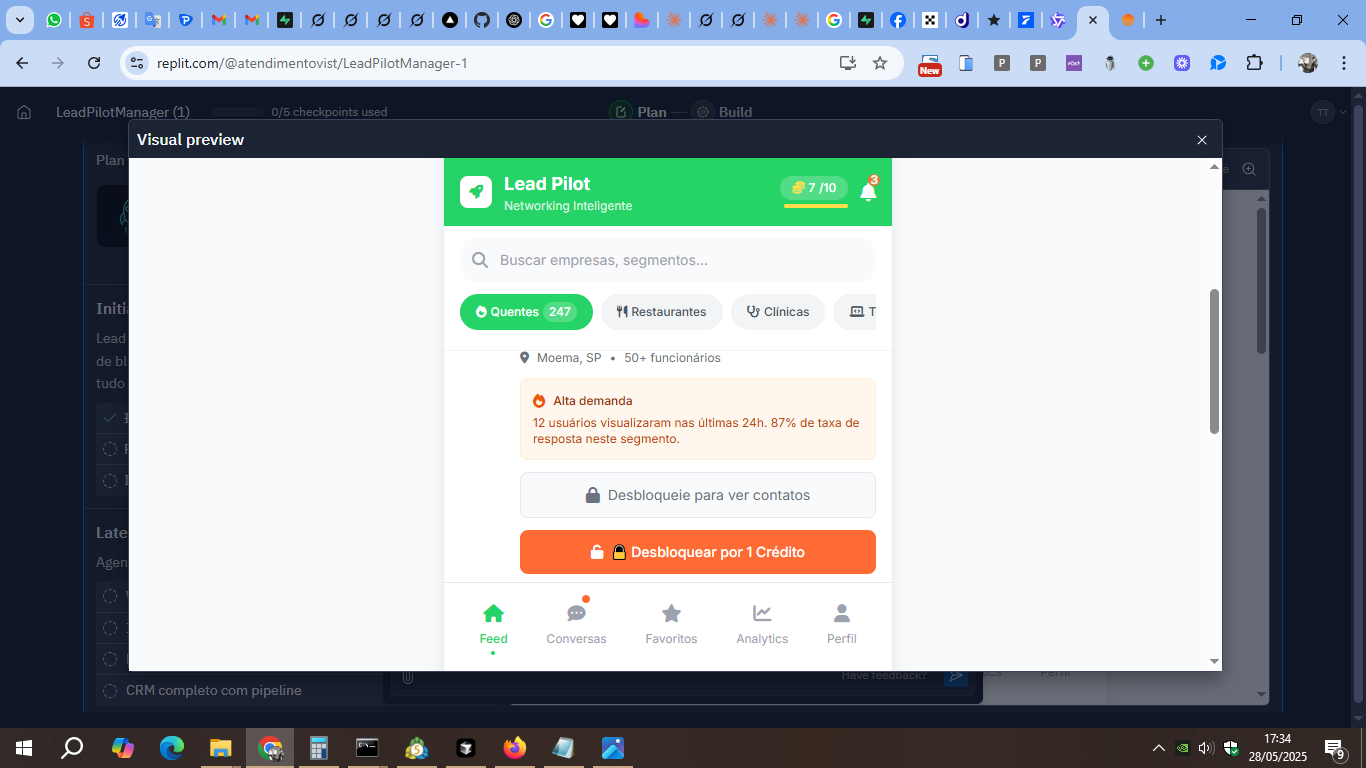 replit.com/@atendimentovist/LeadPilotManager-1
New
LeadPilotManager (1)
0/5 checkpoints used
Plan
Build
TT
Visual preview
Plan
Lead Pilot
Networking Inteligente
7 /10
3
Buscar empresas, segmentos...
Quentes 247
Restaurantes
Clínicas
T
Moema, SP • 50+ funcionários
Alta demanda
12 usuários visualizaram nas últimas 24h. 87% de taxa de
resposta neste segmento.
Desbloqueie para ver contatos
Desbloquear por 1 Crédito
Feed
Conversas
Favoritos
Analytics
Perfil
Initia
Lead
de bl
tudo
Late
Agen
CRM completo com pipeline
Have feedback?
Perfil
17:34
28/05/2025
9